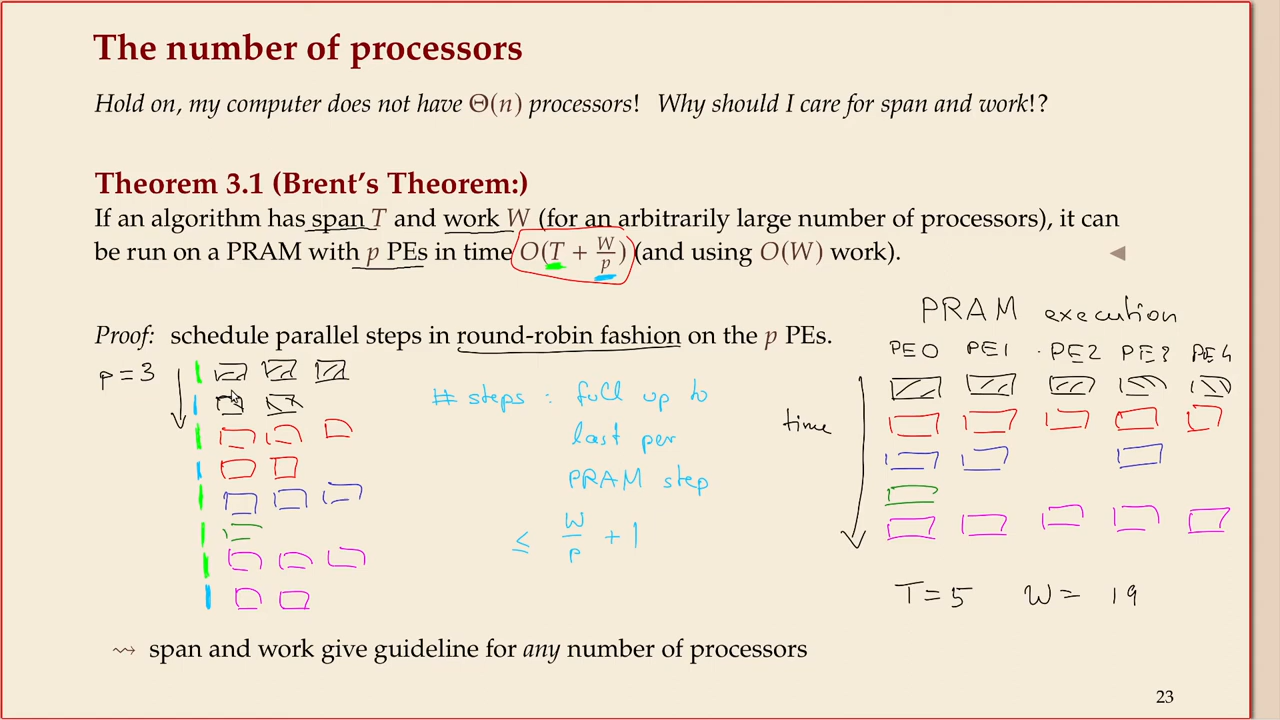 The number of processors
Hold on, my computer does not have Θ(n) processors! Why should I care for span and work!?
Theorem 3.1 (Brent's Theorem:)
If an algorithm has span T and work W (for an arbitrarily large number of processors), it can
be run on a PRAM with p PEs in time O(T + W/p) (and using O(W) work). ◀
Proof: schedule parallel steps in round-robin fashion on the p PEs.
p = 3
# steps : full up to
last per
PRAM step
≤ W/p + 1
PRAM execution
PE0 PE1 PE2 PE3 PE4
time
T = 5 W = 19
⇝ span and work give guideline for any number of processors
23